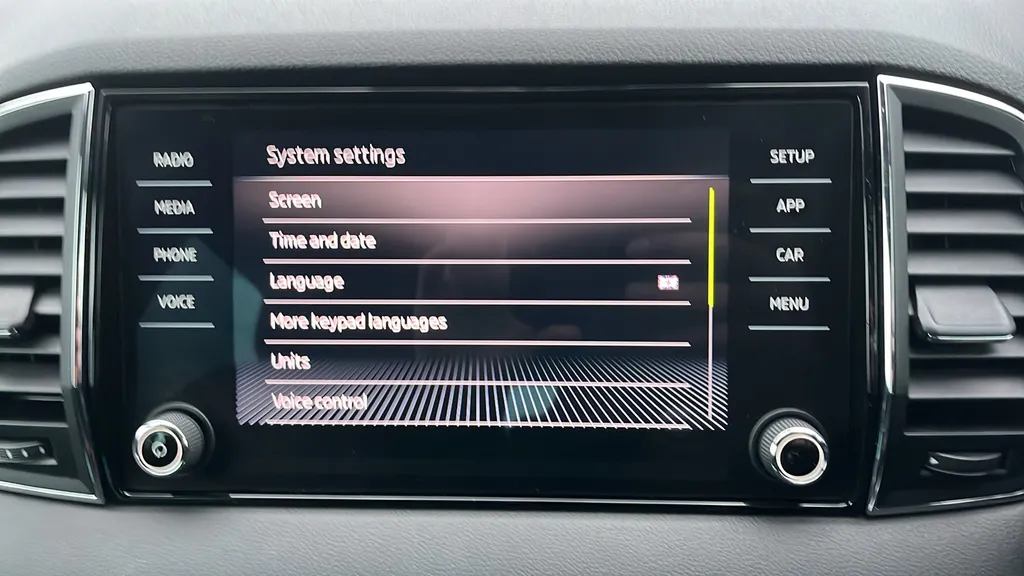 RADIO
MEDIA
PHONE
VOICE
System settings
Screen
Time and date
Language
More keypad languages
Units
Voice control
SETUP
APP
CAR
MENU